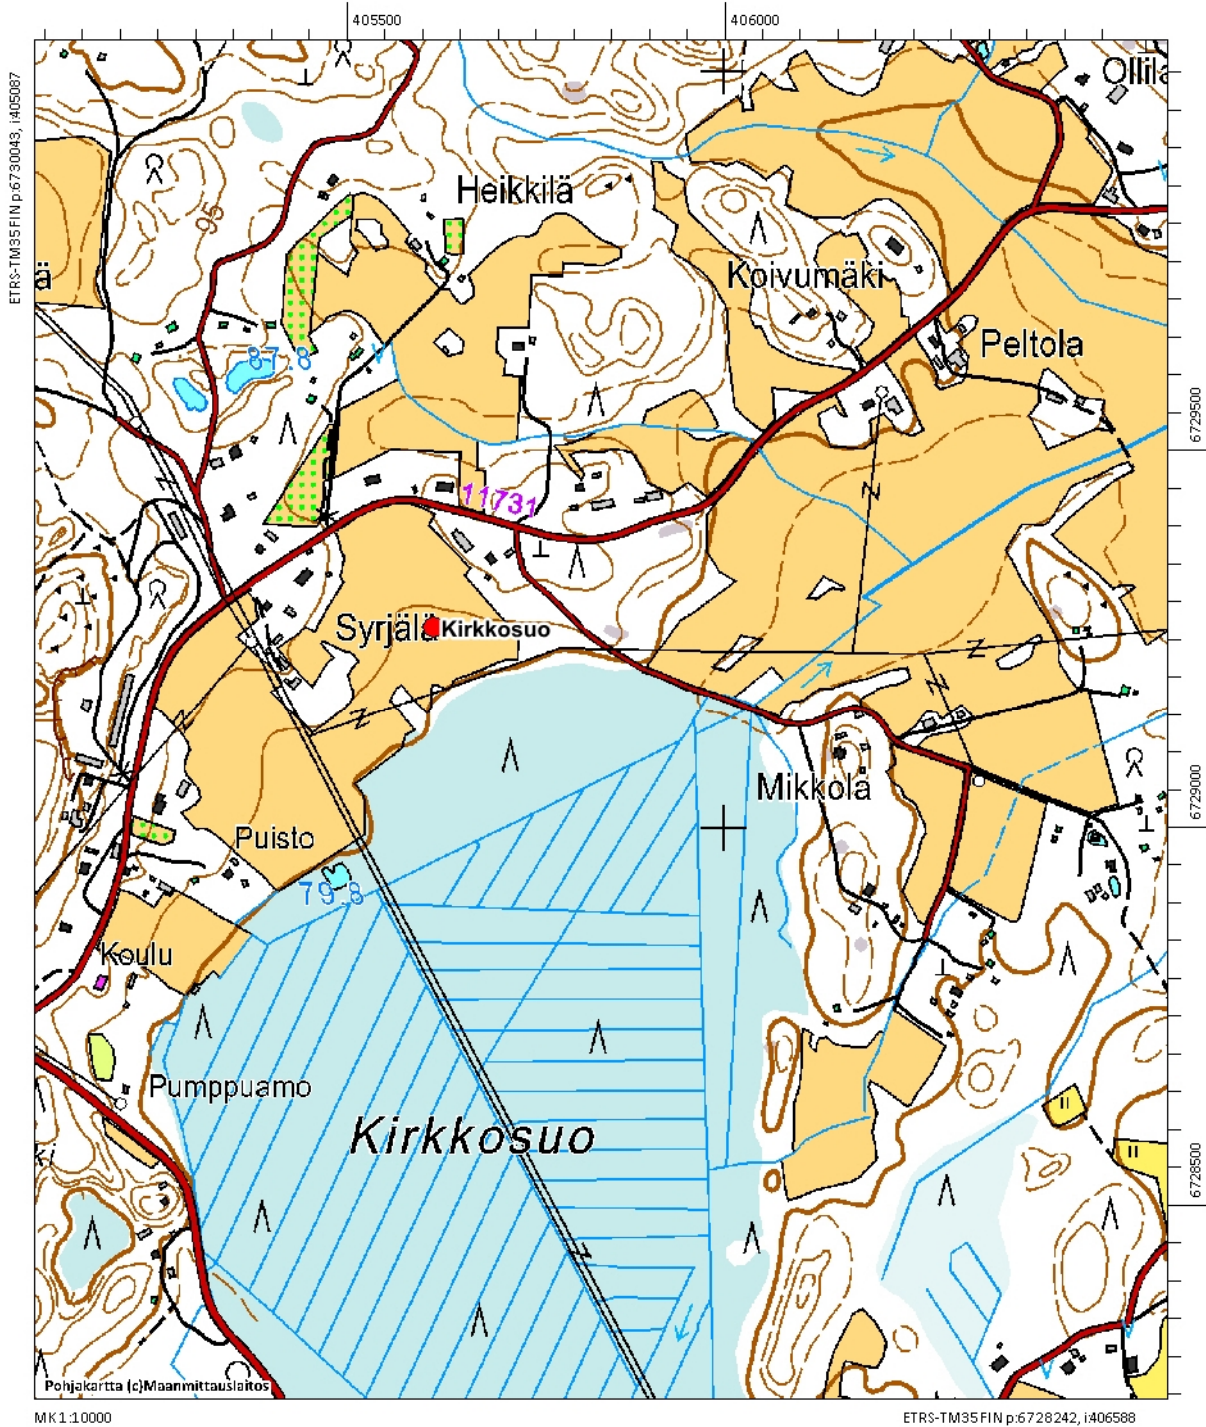 405500
406000
ETRS-TM35FIN p:6730043, i:405087
Ollila
Heikkilä
95
ä
Koivumäki
Peltola
87.8
6729500
11731
Syrjälä
Kirkkosuo
Mikkola
6729000
Puisto
79.8
Koulu
Pumppuamo
Kirkkosuo
ki
6728500
Pohjakartta (c)Maanmittauslaitos
MK 1:10000
ETRS-TM35FIN p:6728242, i:406588